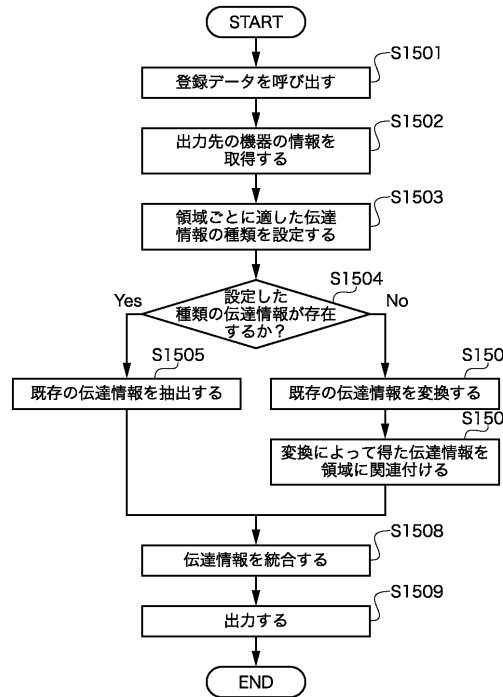 START
S1501
登録データを呼び出す
S1502
出力先の機器の情報を
取得する
S1503
領域ごとに適した伝達
情報の種類を設定する
S1504
設定した
種類の伝達情報が存在
するか？
Yes
No
S1505
既存の伝達情報を抽出する
S150
既存の伝達情報を変換する
S150
変換によって得た伝達情報を
領域に関連付ける
S1508
伝達情報を統合する
S1509
出力する
END